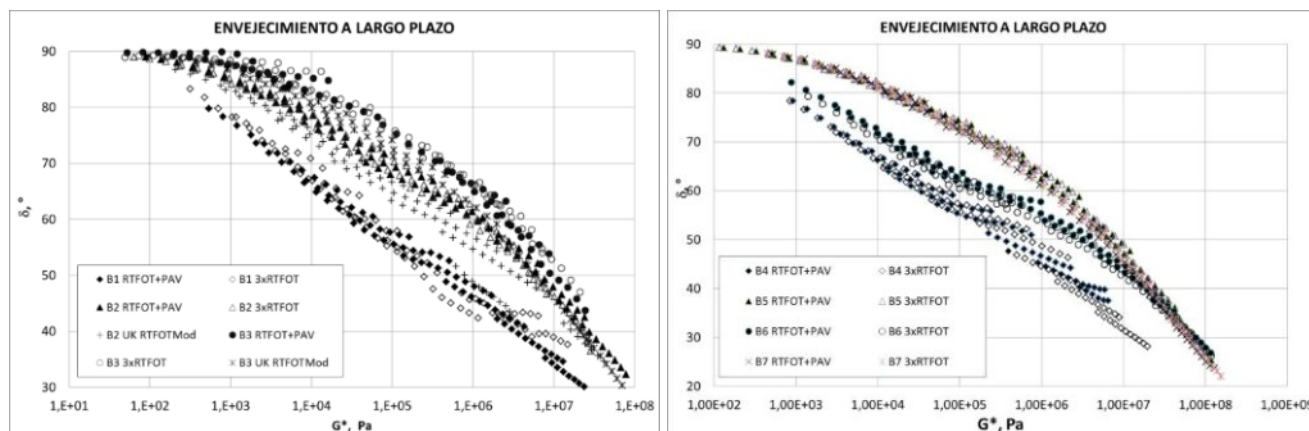 ENVEJECIMIENTO A LARGO PLAZO
90
80
70
60
50
40
30
δ, °
B1 RTFOT+PAV
B1 3xRTFOT
B2 RTFOT+PAV
B2 3xRTFOT
B2 UK RTFOTMod
B3 RTFOT+PAV
B3 3xRTFOT
B3 UK RTFOTMod
1,E+01 1,E+02 1,E+03 1,E+04 1,E+05 1,E+06 1,E+07 1,E+08
G*, Pa
ENVEJECIMIENTO A LARGO PLAZO
90
80
70
60
50
40
30
20
δ, °
B4 RTFOT+PAV
B4 3xRTFOT
B5 RTFOT+PAV
B5 3xRTFOT
B6 RTFOT+PAV
B6 3xRTFOT
B7 RTFOT+PAV
B7 3xRTFOT
1,00E+02 1,00E+03 1,00E+04 1,00E+05 1,00E+06 1,00E+07 1,00E+08 1,00E+09
G*, Pa